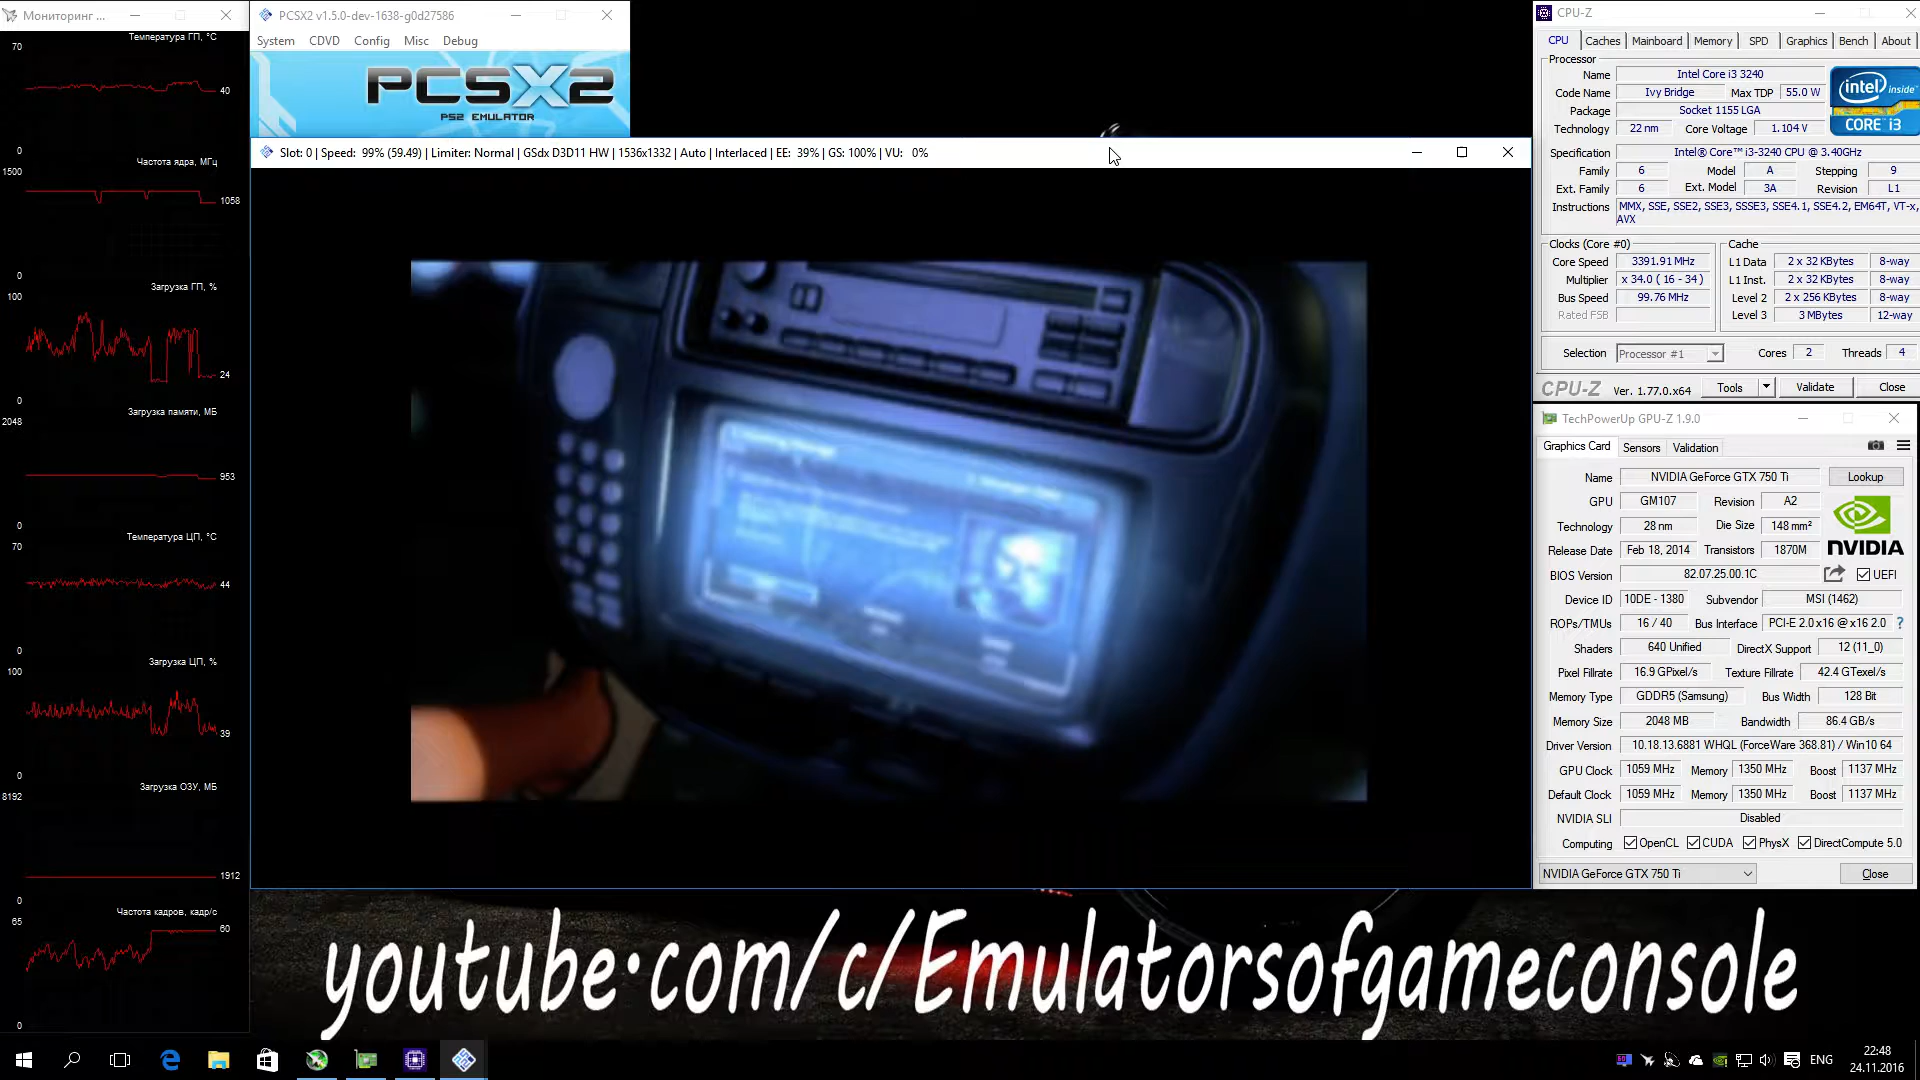 Мониторинг ...
Температура ГП, °C
70
40
0
Частота ядра, МГц
1500
1058
0
Загрузка ГП, %
100
24
0
Загрузка памяти, МБ
2048
953
0
Температура ЦП, °C
70
44
0
Загрузка ЦП, %
100
39
0
Загрузка ОЗУ, МБ
8192
1912
0
Частота кадров, кадр/с
65
60
0
PCSX2 v1.5.0-dev-1638-g0d27586
System CDVD Config Misc Debug
PCSX2
PS2 EMULATOR
Slot: 0 | Speed: 99% (59.49) | Limiter: Normal | GSdx D3D11 HW | 1536x1332 | Auto | Interlaced | EE: 39% | GS: 100% | VU: 0%
CPU-Z
CPU Caches Mainboard Memory SPD Graphics Bench About
Processor
Name Intel Core i3 3240
Code Name Ivy Bridge Max TDP 55.0 W
Package Socket 1155 LGA
Technology 22 nm Core Voltage 1.104 V
intel inside™
CORE i3
Specification Intel® Core™ i3-3240 CPU @ 3.40GHz
Family 6 Model A Stepping 9
Ext. Family 6 Ext. Model 3A Revision L1
Instructions MMX, SSE, SSE2, SSE3, SSSE3, SSE4.1, SSE4.2, EM64T, VT-x,
AVX
Clocks (Core #0) Cache
Core Speed 3391.91 MHz L1 Data 2 x 32 KBytes 8-way
Multiplier x 34.0 ( 16 - 34 ) L1 Inst. 2 x 32 KBytes 8-way
Bus Speed 99.76 MHz Level 2 2 x 256 KBytes 8-way
Rated FSB Level 3 3 MBytes 12-way
Selection Processor #1 Cores 2 Threads 4
CPU-Z Ver. 1.77.0.x64 Tools Validate Close
TechPowerUp GPU-Z 1.9.0
Graphics Card Sensors Validation
Name NVIDIA GeForce GTX 750 Ti Lookup
GPU GM107 Revision A2
Technology 28 nm Die Size 148 mm²
Release Date Feb 18, 2014 Transistors 1870M
NVIDIA
BIOS Version 82.07.25.00.1C UEFI
Device ID 10DE - 1380 Subvendor MSI (1462)
ROPs/TMUs 16 / 40 Bus Interface PCI-E 2.0 x16 @ x16 2.0 ?
Shaders 640 Unified DirectX Support 12 (11_0)
Pixel Fillrate 16.9 GPixel/s Texture Fillrate 42.4 GTexel/s
Memory Type GDDR5 (Samsung) Bus Width 128 Bit
Memory Size 2048 MB Bandwidth 86.4 GB/s
Driver Version 10.18.13.6881 WHQL (ForceWare 368.81) / Win10 64
GPU Clock 1059 MHz Memory 1350 MHz Boost 1137 MHz
Default Clock 1059 MHz Memory 1350 MHz Boost 1137 MHz
NVIDIA SLI Disabled
Computing OpenCL CUDA PhysX DirectCompute 5.0
NVIDIA GeForce GTX 750 Ti Close
youtube.com/c/Emulatorsofgameconsole
ENG
22:48
24.11.2016